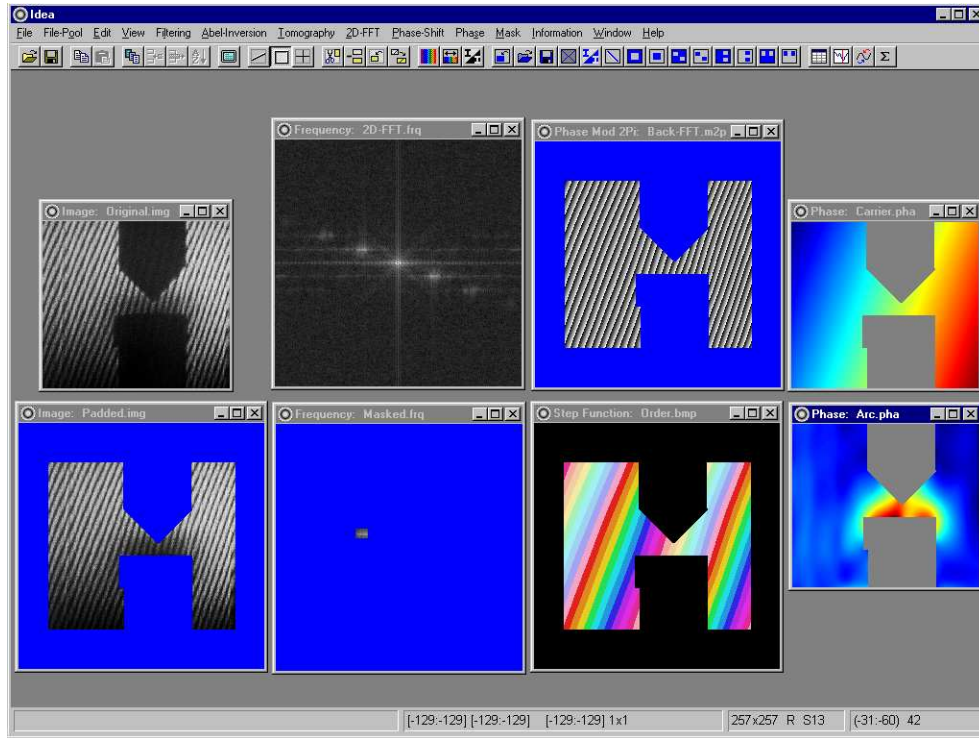 Idea
File File-Pool Edit View Filtering Abel-Inversion Tomography 2D-FFT Phase-Shift Phase Mask Information Window Help
Frequency: 2D-FFT.frq
Phase Mod 2Pi: Back-FFT.m2p
Image: Original.img
Phase: Carrier.pha
Image: Padded.img
Frequency: Masked.frq
Step Function: Order.bmp
Phase: Arc.pha
[-129:-129] [-129:-129] [-129:-129] 1x1
257x257 R S13
(-31:-60) 42